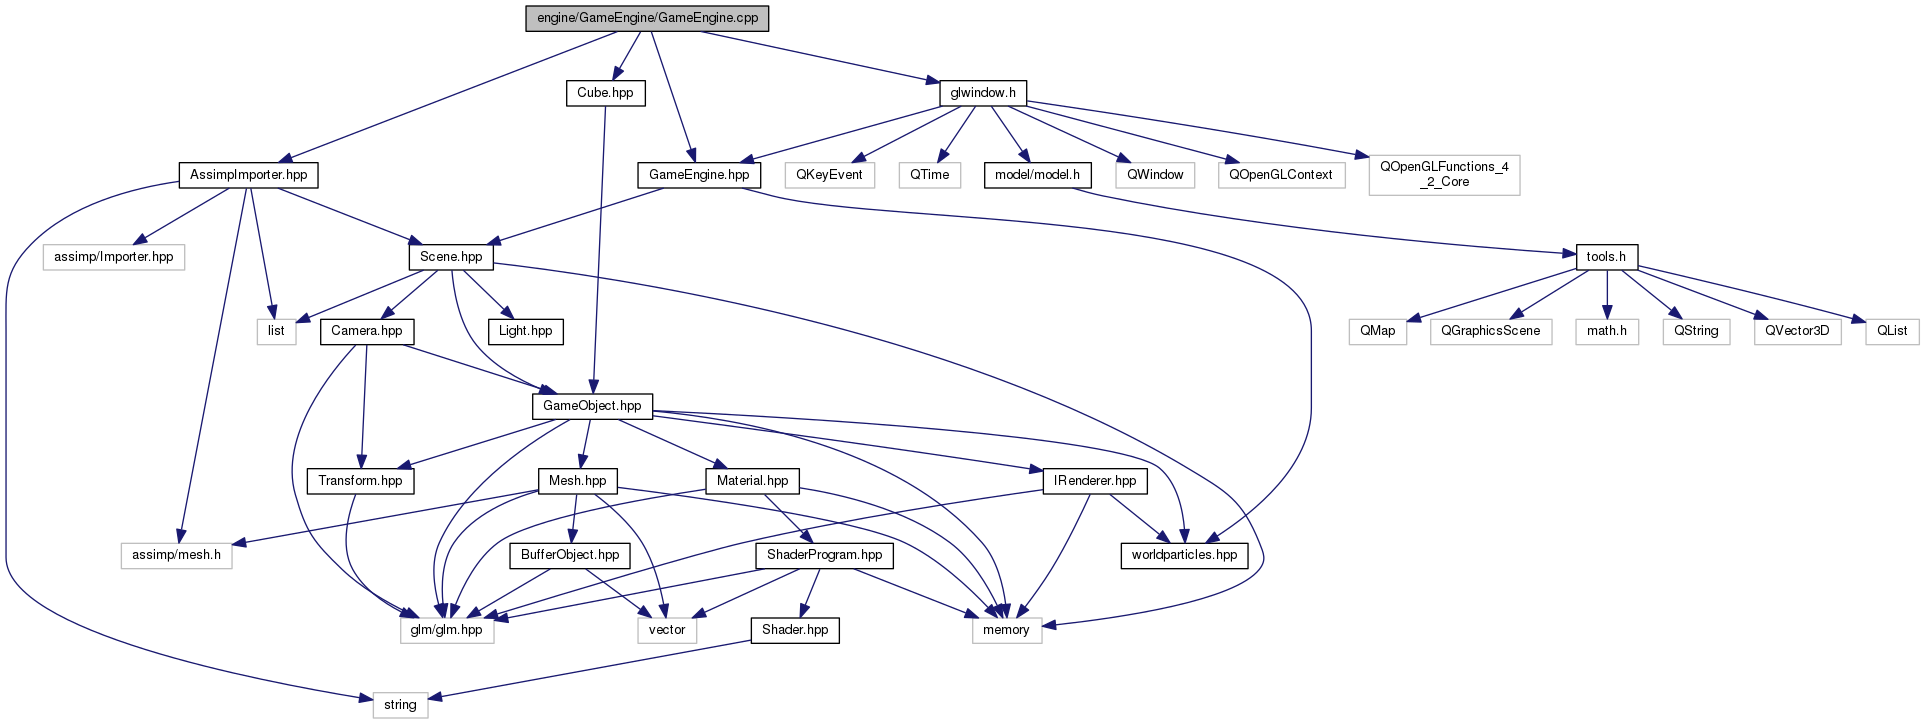 engine/GameEngine/GameEngine.cpp
Cube.hpp
glwindow.h
AssimpImporter.hpp
GameEngine.hpp
QKeyEvent
QTime
model/model.h
QWindow
QOpenGLContext
QOpenGLFunctions_4
_2_Core
assimp/Importer.hpp
Scene.hpp
tools.h
list
Camera.hpp
Light.hpp
QMap
QGraphicsScene
math.h
QString
QVector3D
QList
GameObject.hpp
Transform.hpp
Mesh.hpp
Material.hpp
IRenderer.hpp
assimp/mesh.h
BufferObject.hpp
ShaderProgram.hpp
worldparticles.hpp
glm/glm.hpp
vector
Shader.hpp
memory
string